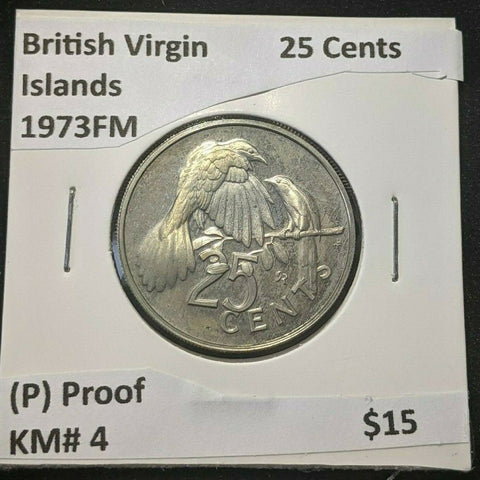 British Virgin 25 Cents
Islands
1973FM
25
CENTS
(P) Proof
KM# 4 $15